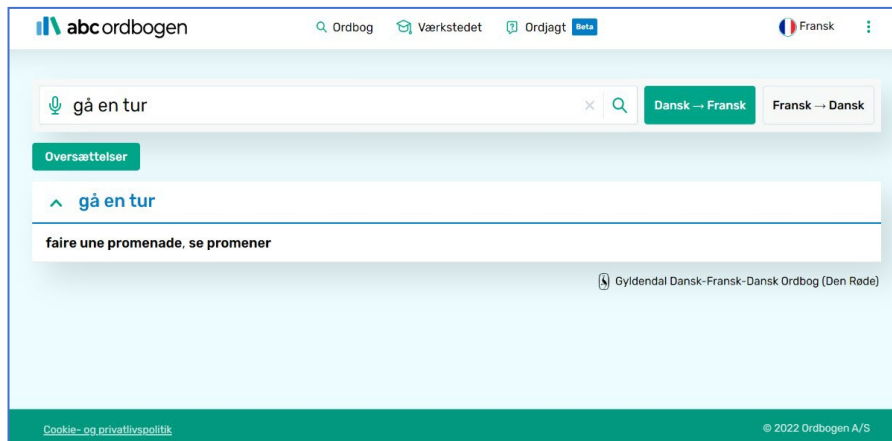 abcordbogen Ordbog Værkstedet Ordjagt Beta Fransk
gå en tur Dansk → Fransk Fransk → Dansk
Oversættelser
gå en tur
faire une promenade, se promener
Gyldendal Dansk-Fransk-Dansk Ordbog (Den Røde)
Cookie- og privatlivspolitik © 2022 Ordbogen A/S